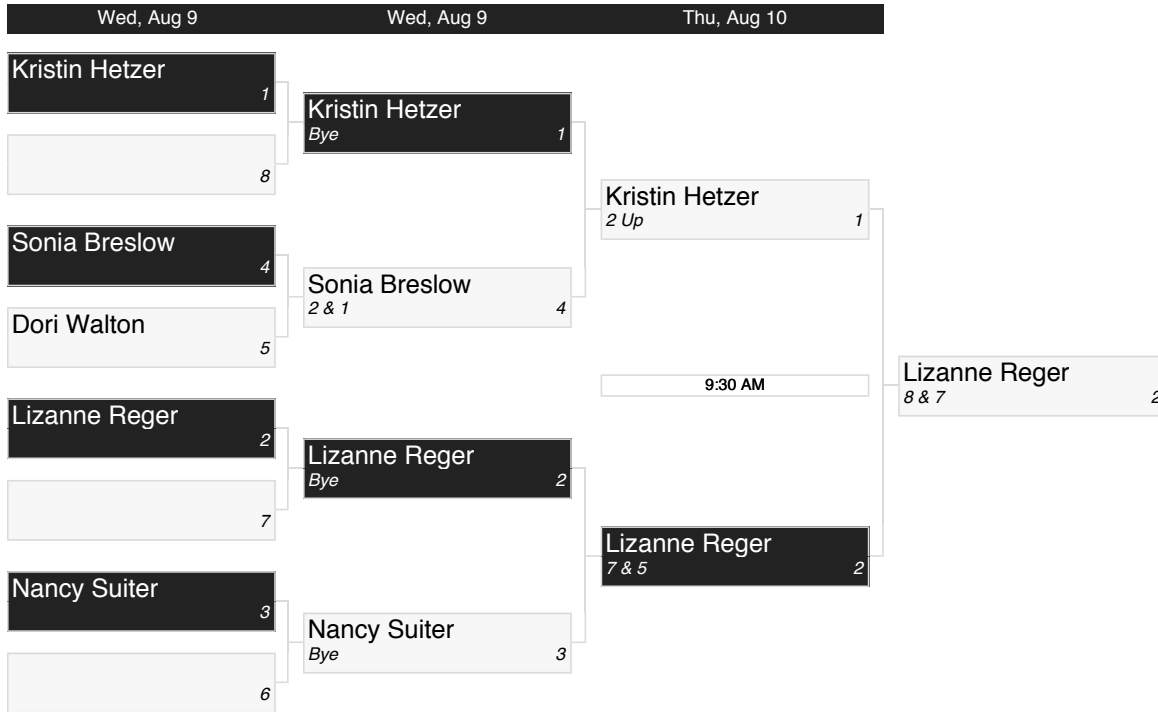 Wed, Aug 9
Wed, Aug 9
Thu, Aug 10
Kristin Hetzer
1
8
Sonia Breslow
4
Dori Walton
5
Lizanne Reger
2
7
Nancy Suiter
3
6
Kristin Hetzer
Bye 1
Sonia Breslow
2 & 1 4
Lizanne Reger
Bye 2
Nancy Suiter
Bye 3
Kristin Hetzer
2 Up 1
9:30 AM
Lizanne Reger
7 & 5 2
Lizanne Reger
8 & 7 2